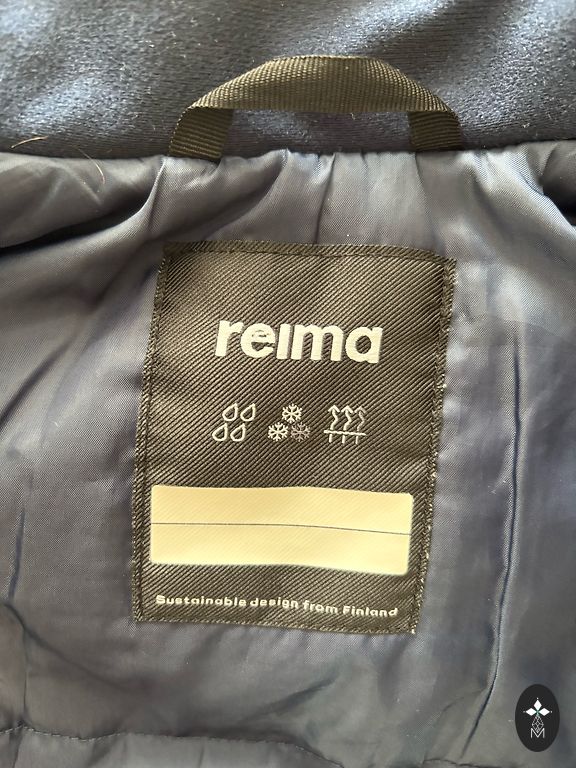 reima
Sustainable design from Finland
M